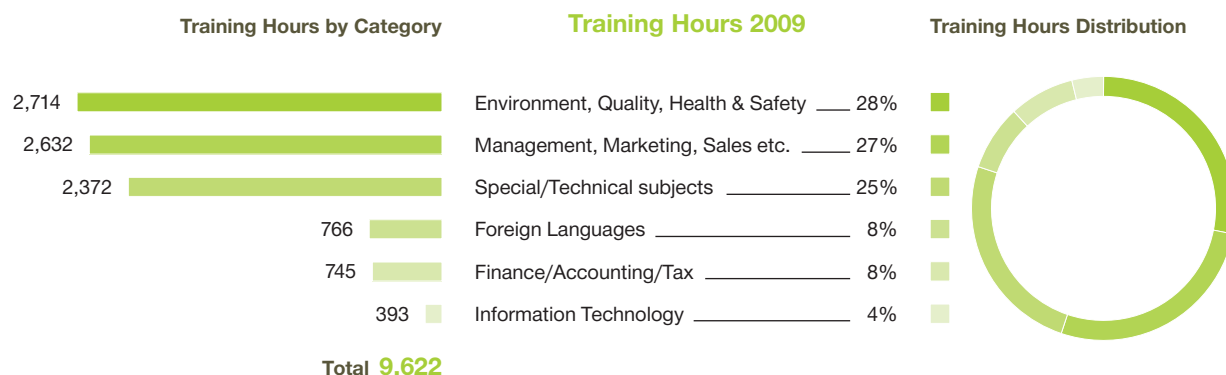 Training Hours by Category
Training Hours 2009
Training Hours Distribution
2,714 Environment, Quality, Health & Safety 28%
2,632 Management, Marketing, Sales etc. 27%
2,372 Special/Technical subjects 25%
766 Foreign Languages 8%
745 Finance/Accounting/Tax 8%
393 Information Technology 4%
Total 9.622